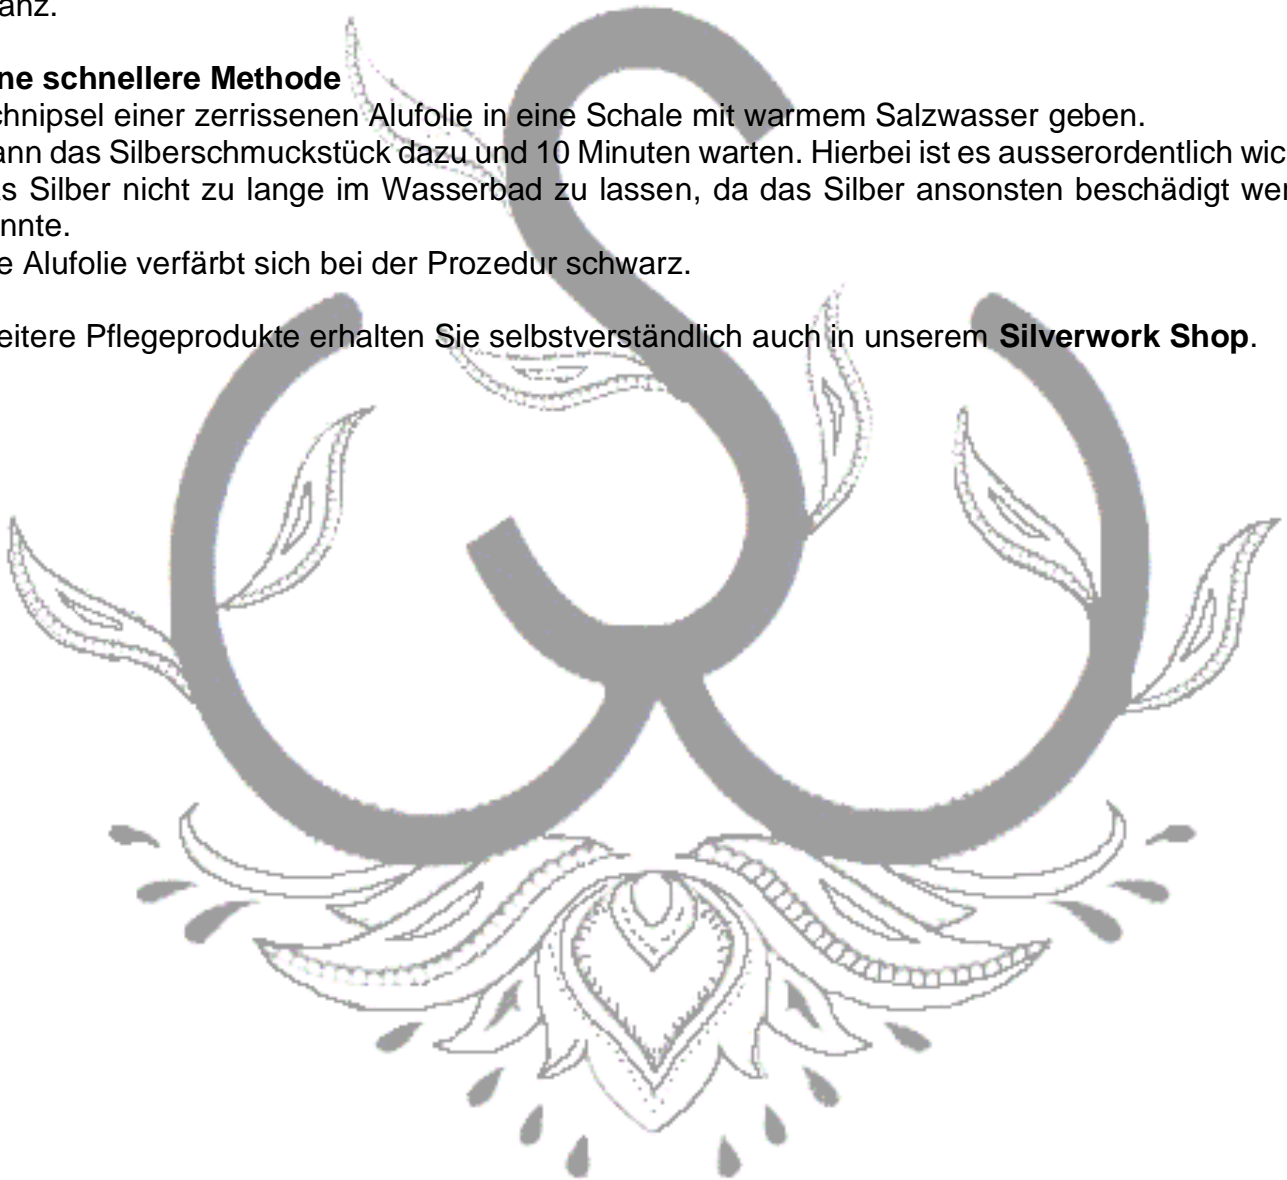 anz.
ne schnellere Methode
chnipsel einer zerrissenen Alufolie in eine Schale mit warmem Salzwasser geben.
ann das Silberschmuckstück dazu und 10 Minuten warten. Hierbei ist es ausserordentlich wic
s Silber nicht zu lange im Wasserbad zu lassen, da das Silber ansonsten beschädigt wer
nnte.
e Alufolie verfärbt sich bei der Prozedur schwarz.
eitere Pflegeprodukte erhalten Sie selbstverständlich auch in unserem Silverwork Shop.